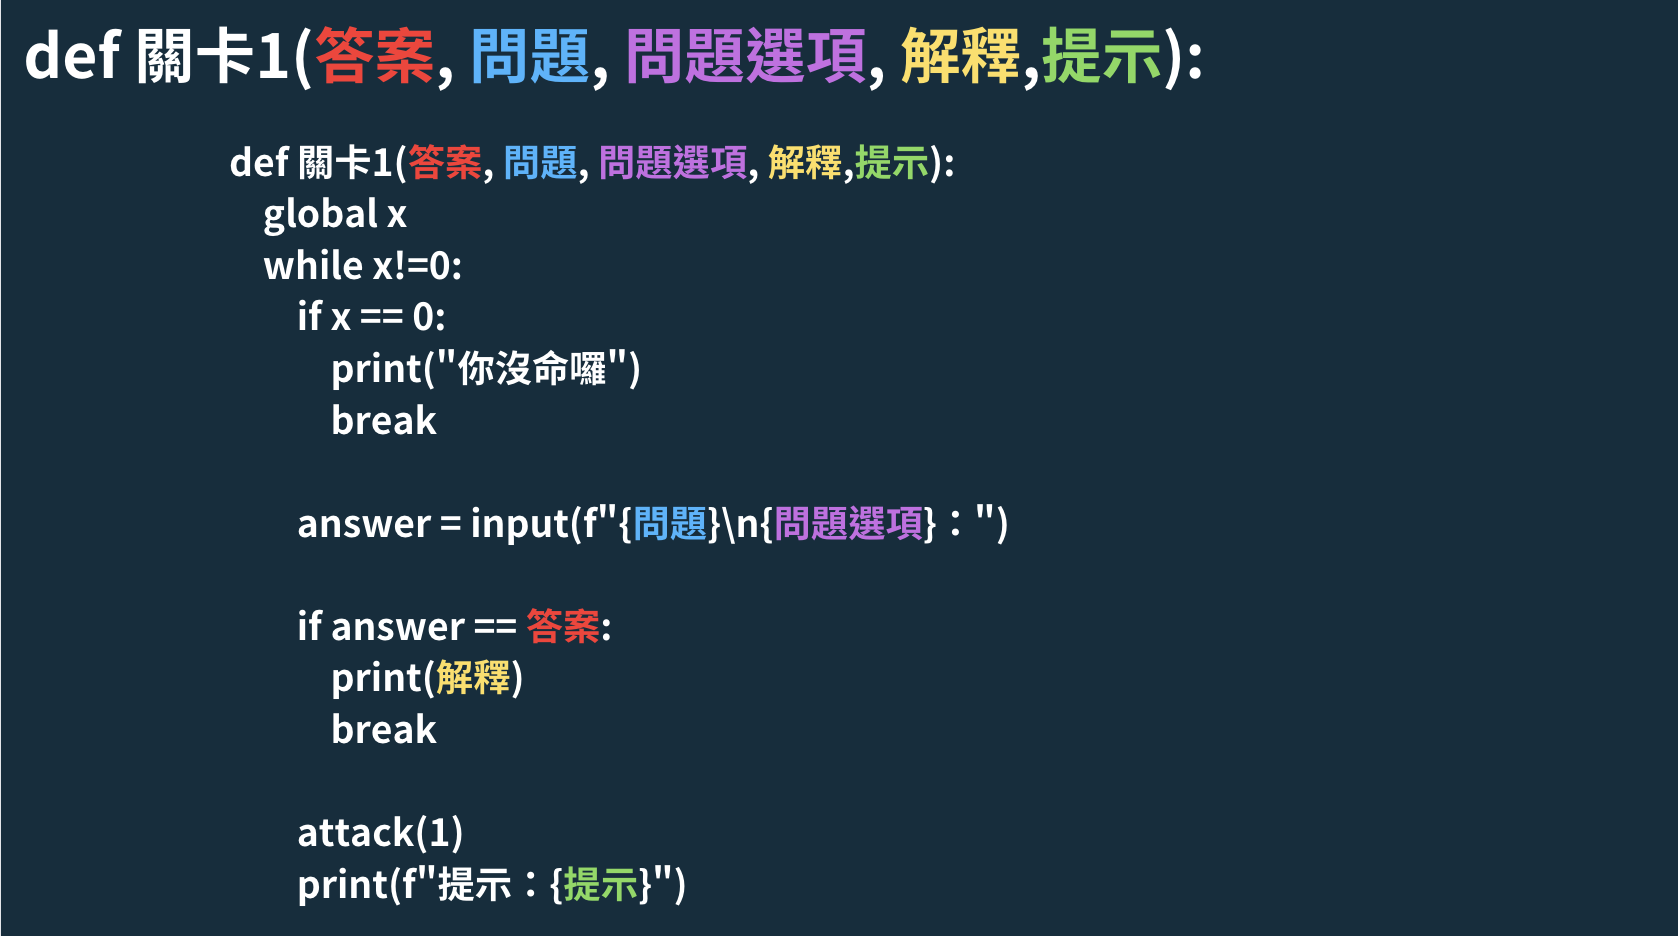 def 關卡1(答案, 問題, 問題選項, 解釋,提示):
def 關卡1(答案, 問題, 問題選項, 解釋,提示):
global x
while x!=0:
if x == 0:
print("你沒命囉")
break
answer = input(f"{問題}\n{問題選項}：")
if answer == 答案:
print(解釋)
break
attack(1)
print(f"提示：{提示}")